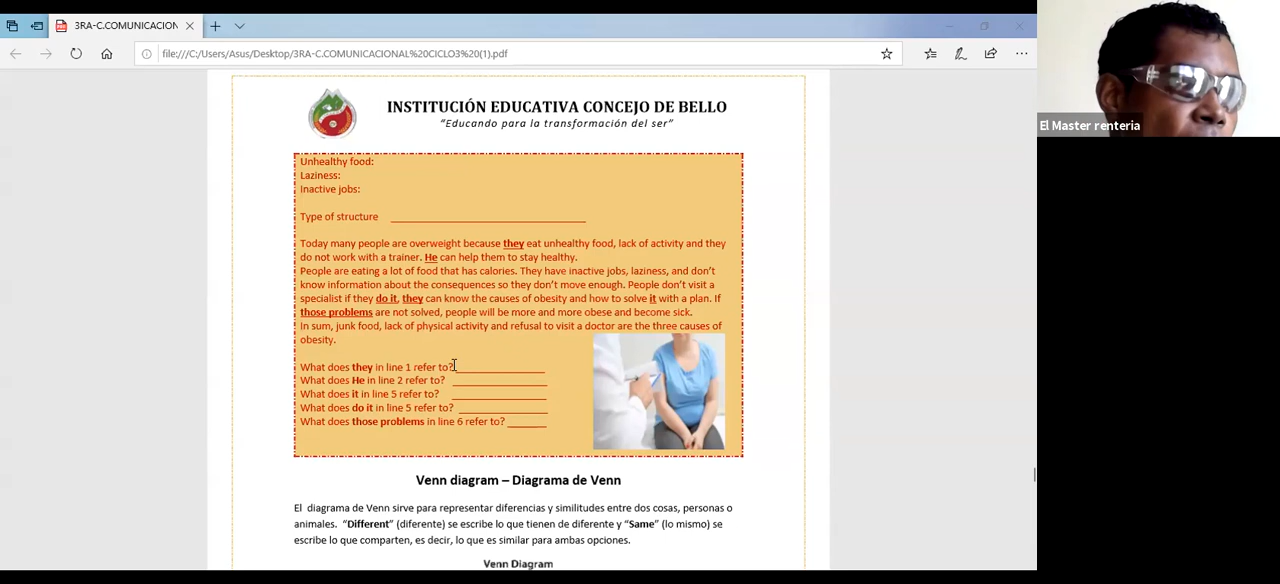 3RA-C.COMUNICACION
file:///C:/Users/Asus/Desktop/3RA-C.COMUNICACIONAL%20CICLO3%20(1).pdf
El Master renteria
INSTITUCIÓN EDUCATIVA CONCEJO DE BELLO
“Educando para la transformación del ser”
Unhealthy food:
Laziness:
Inactive jobs:
Type of structure ______________________________
Today many people are overweight because they eat unhealthy food, lack of activity and they
do not work with a trainer. He can help them to stay healthy.
People are eating a lot of food that has calories. They have inactive jobs, laziness, and don’t
know information about the consequences so they don’t move enough. People don’t visit a
specialist if they do it, they can know the causes of obesity and how to solve it with a plan. If
those problems are not solved, people will be more and more obese and become sick.
In sum, junk food, lack of physical activity and refusal to visit a doctor are the three causes of
obesity.
What does they in line 1 refer to? ______________
What does He in line 2 refer to? ______________
What does it in line 5 refer to? ______________
What does do it in line 5 refer to? ______________
What does those problems in line 6 refer to? ______
Venn diagram – Diagrama de Venn
El diagrama de Venn sirve para representar diferencias y similitudes entre dos cosas, personas o
animales. “Different” (diferente) se escribe lo que tienen de diferente y “Same” (lo mismo) se
escribe lo que comparten, es decir, lo que es similar para ambas opciones.
Venn Diagram